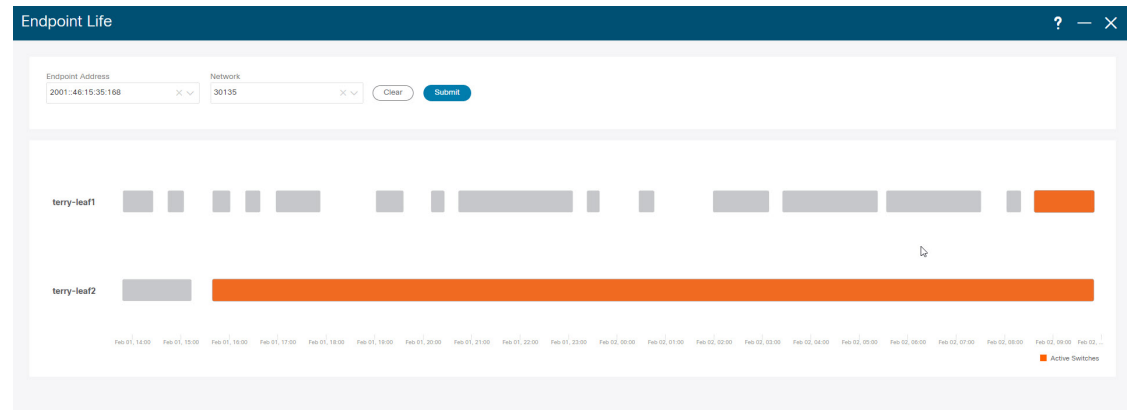 Endpoint Life ? — ×
Endpoint Address Network
2001::46:15:35:168 30135 Clear Submit
terry-leaf1
terry-leaf2
Feb 01, 14:00 Feb 01, 15:00 Feb 01, 16:00 Feb 01, 17:00 Feb 01, 18:00 Feb 01, 19:00 Feb 01, 20:00 Feb 01, 21:00 Feb 01, 22:00 Feb 01, 23:00 Feb 02, 00:00 Feb 02, 01:00 Feb 02, 02:00 Feb 02, 03:00 Feb 02, 04:00 Feb 02, 05:00 Feb 02, 06:00 Feb 02, 07:00 Feb 02, 08:00 Feb 02, 09:00 Feb 02, ...
Active Switches